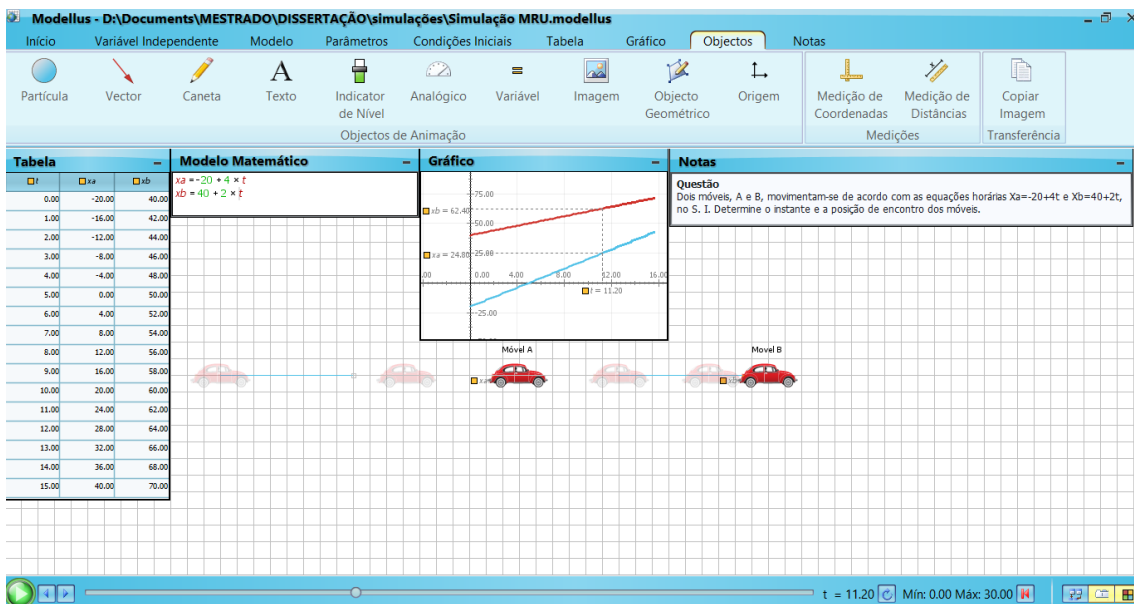 Modellus - D:\Documents\MESTRADO\DISSERTAÇÃO\simulações\Simulação MRU.modellus
Início Variável Independente Modelo Parâmetros Condições Iniciais Tabela Gráfico Objectos Notas
Partícula Vector Caneta Texto Indicator de Nível Analógico Variável Imagem Objecto Geométrico Origem Medição de Coordenadas Medição de Distâncias Copiar Imagem
Objectos de Animação Medições Transferência
Tabela
t xa xb
0.00 -20.00 40.00
1.00 -16.00 42.00
2.00 -12.00 44.00
3.00 -8.00 46.00
4.00 -4.00 48.00
5.00 0.00 50.00
6.00 4.00 52.00
7.00 8.00 54.00
8.00 12.00 56.00
9.00 16.00 58.00
10.00 20.00 60.00
11.00 24.00 62.00
12.00 28.00 64.00
13.00 32.00 66.00
14.00 36.00 68.00
15.00 40.00 70.00
Modelo Matemático
xa =-20 + 4 × t
xb = 40 + 2 × t
Gráfico
75.00
xb = 62.40
50.00
xa = 24.80 25.00
.00 0.00 4.00 8.00 12.00 16.00
t = 11.20
-25.00
Notas
Questão
Dois móveis, A e B, movimentam-se de acordo com as equações horárias Xa=-20+4t e Xb=40+2t,
no S. I. Determine o instante e a posição de encontro dos móveis.
Móvel A
Movel B
t = 11.20 Mín: 0.00 Máx: 30.00